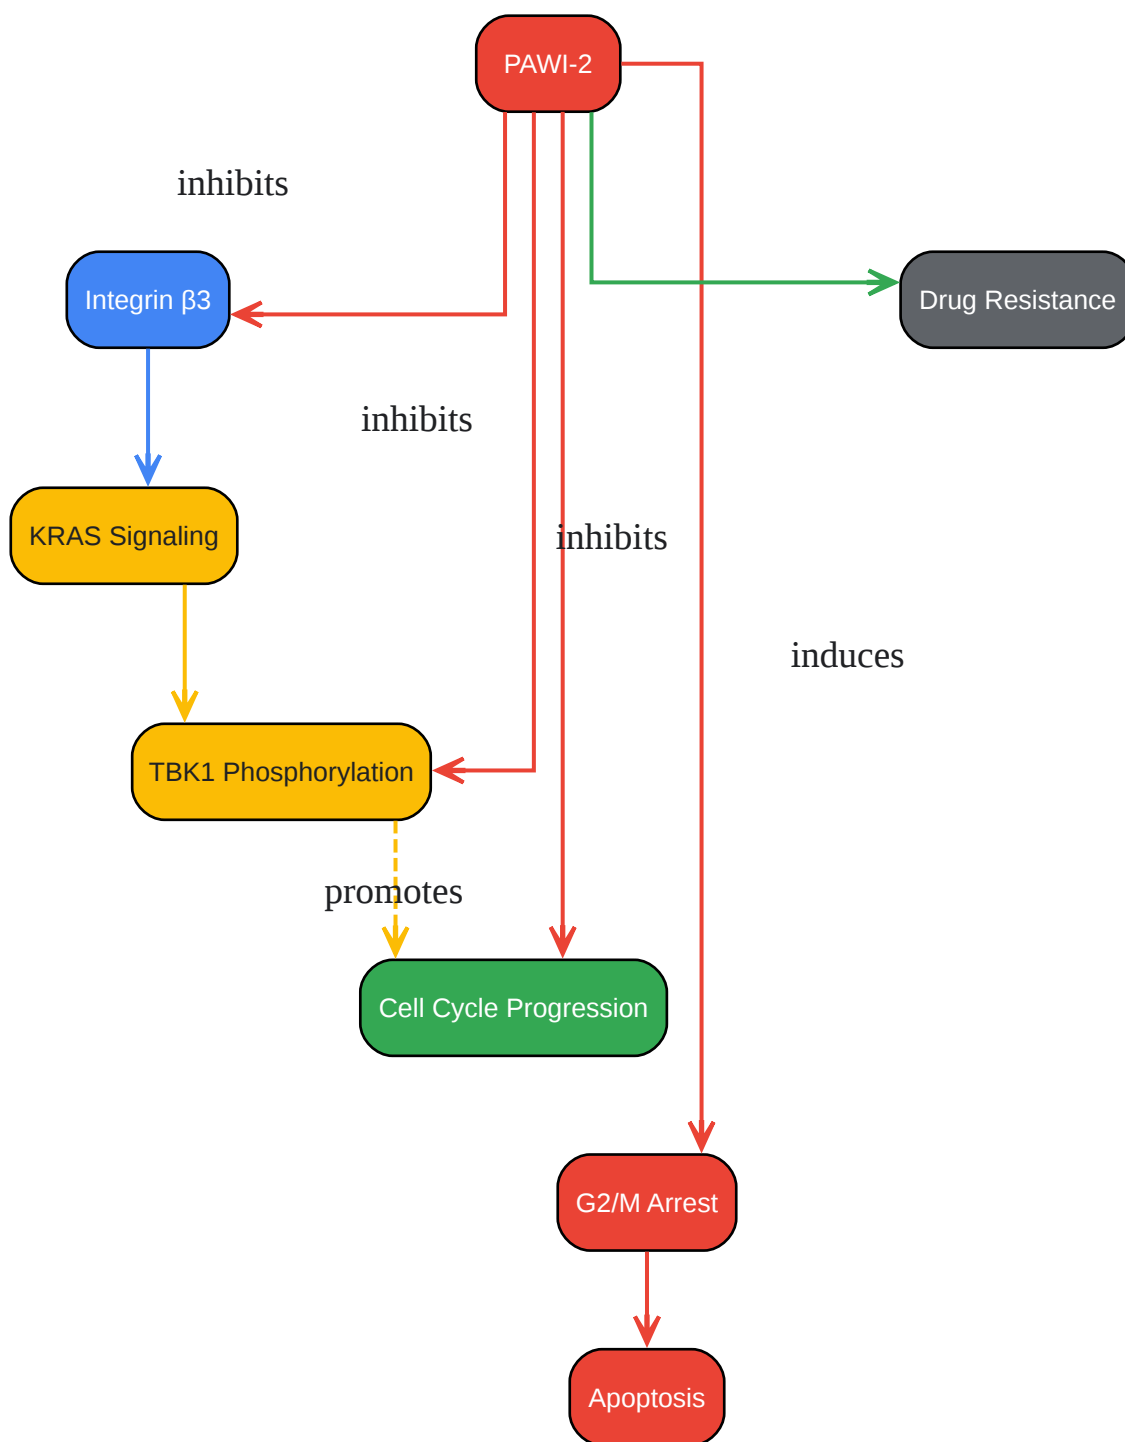 PAWI-2
inhibits
Integrin β3
Drug Resistance
inhibits
KRAS Signaling
inhibits
induces
TBK1 Phosphorylation
promotes
Cell Cycle Progression
G2/M Arrest
Apoptosis